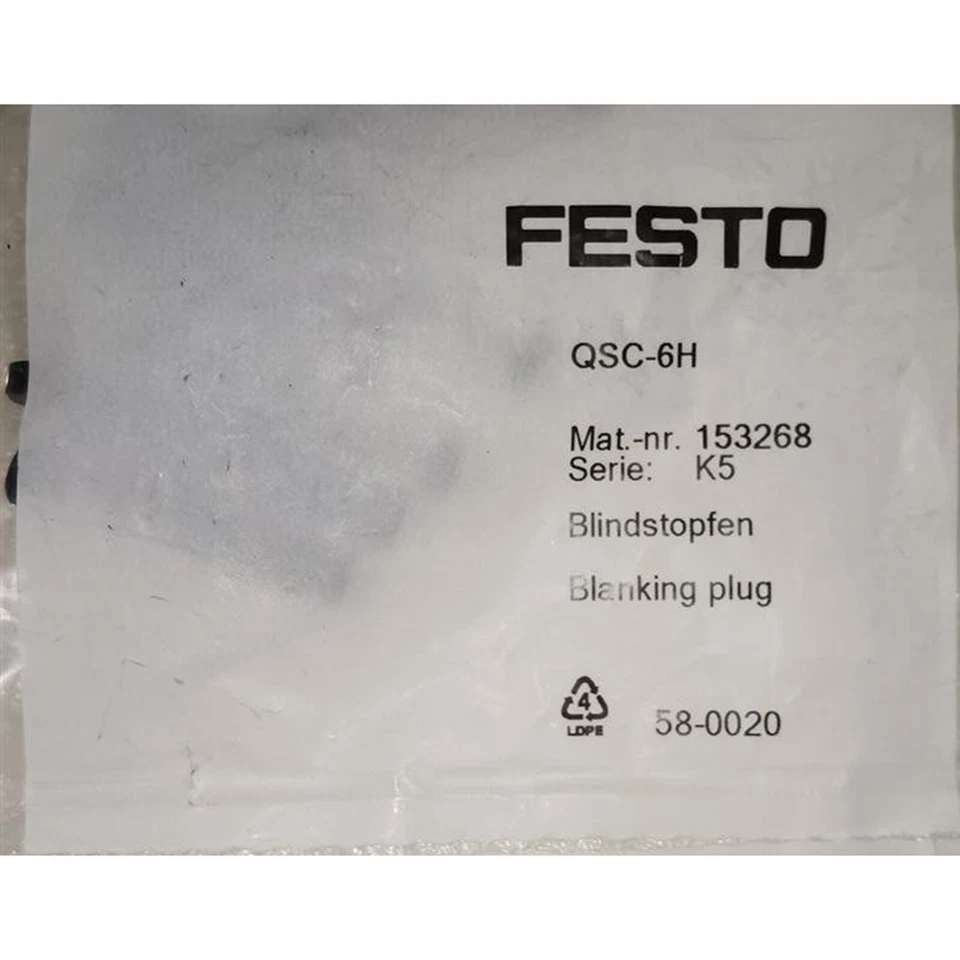 FESTO
QSC-6H
Mat.-nr. 153268
Serie: K5
Blindstopfen
Blanking plug
4
LDPE 58-0020